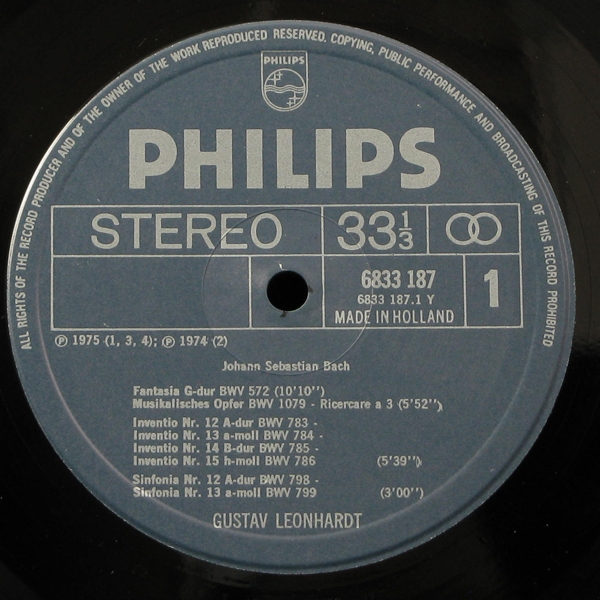 ALL RIGHTS OF THE RECORD PRODUCER AND OF THE OWNER OF THE WORK REPRODUCED RESERVED. COPYING, PUBLIC PERFORMANCE AND BROADCASTING OF THIS RECORD PROHIBITED
PHILIPS
PHILIPS
STEREO 33 1/3
6833 187 1
6833 187.1 Y
MADE IN HOLLAND
Ⓟ 1975 (1, 3, 4); Ⓟ 1974 (2)
Johann Sebastian Bach
Fantasia G-dur BWV 572 (10'10'')
Musikalisches Opfer BWV 1079 - Ricercare a 3 (5'52'')
Inventio Nr. 12 A-dur BWV 783 -
Inventio Nr. 13 a-moll BWV 784 -
Inventio Nr. 14 B-dur BWV 785 -
Inventio Nr. 15 h-moll BWV 786 (5'39'')
Sinfonia Nr. 12 A-dur BWV 798 -
Sinfonia Nr. 13 a-moll BWV 799 (3'00'')
GUSTAV LEONHARDT